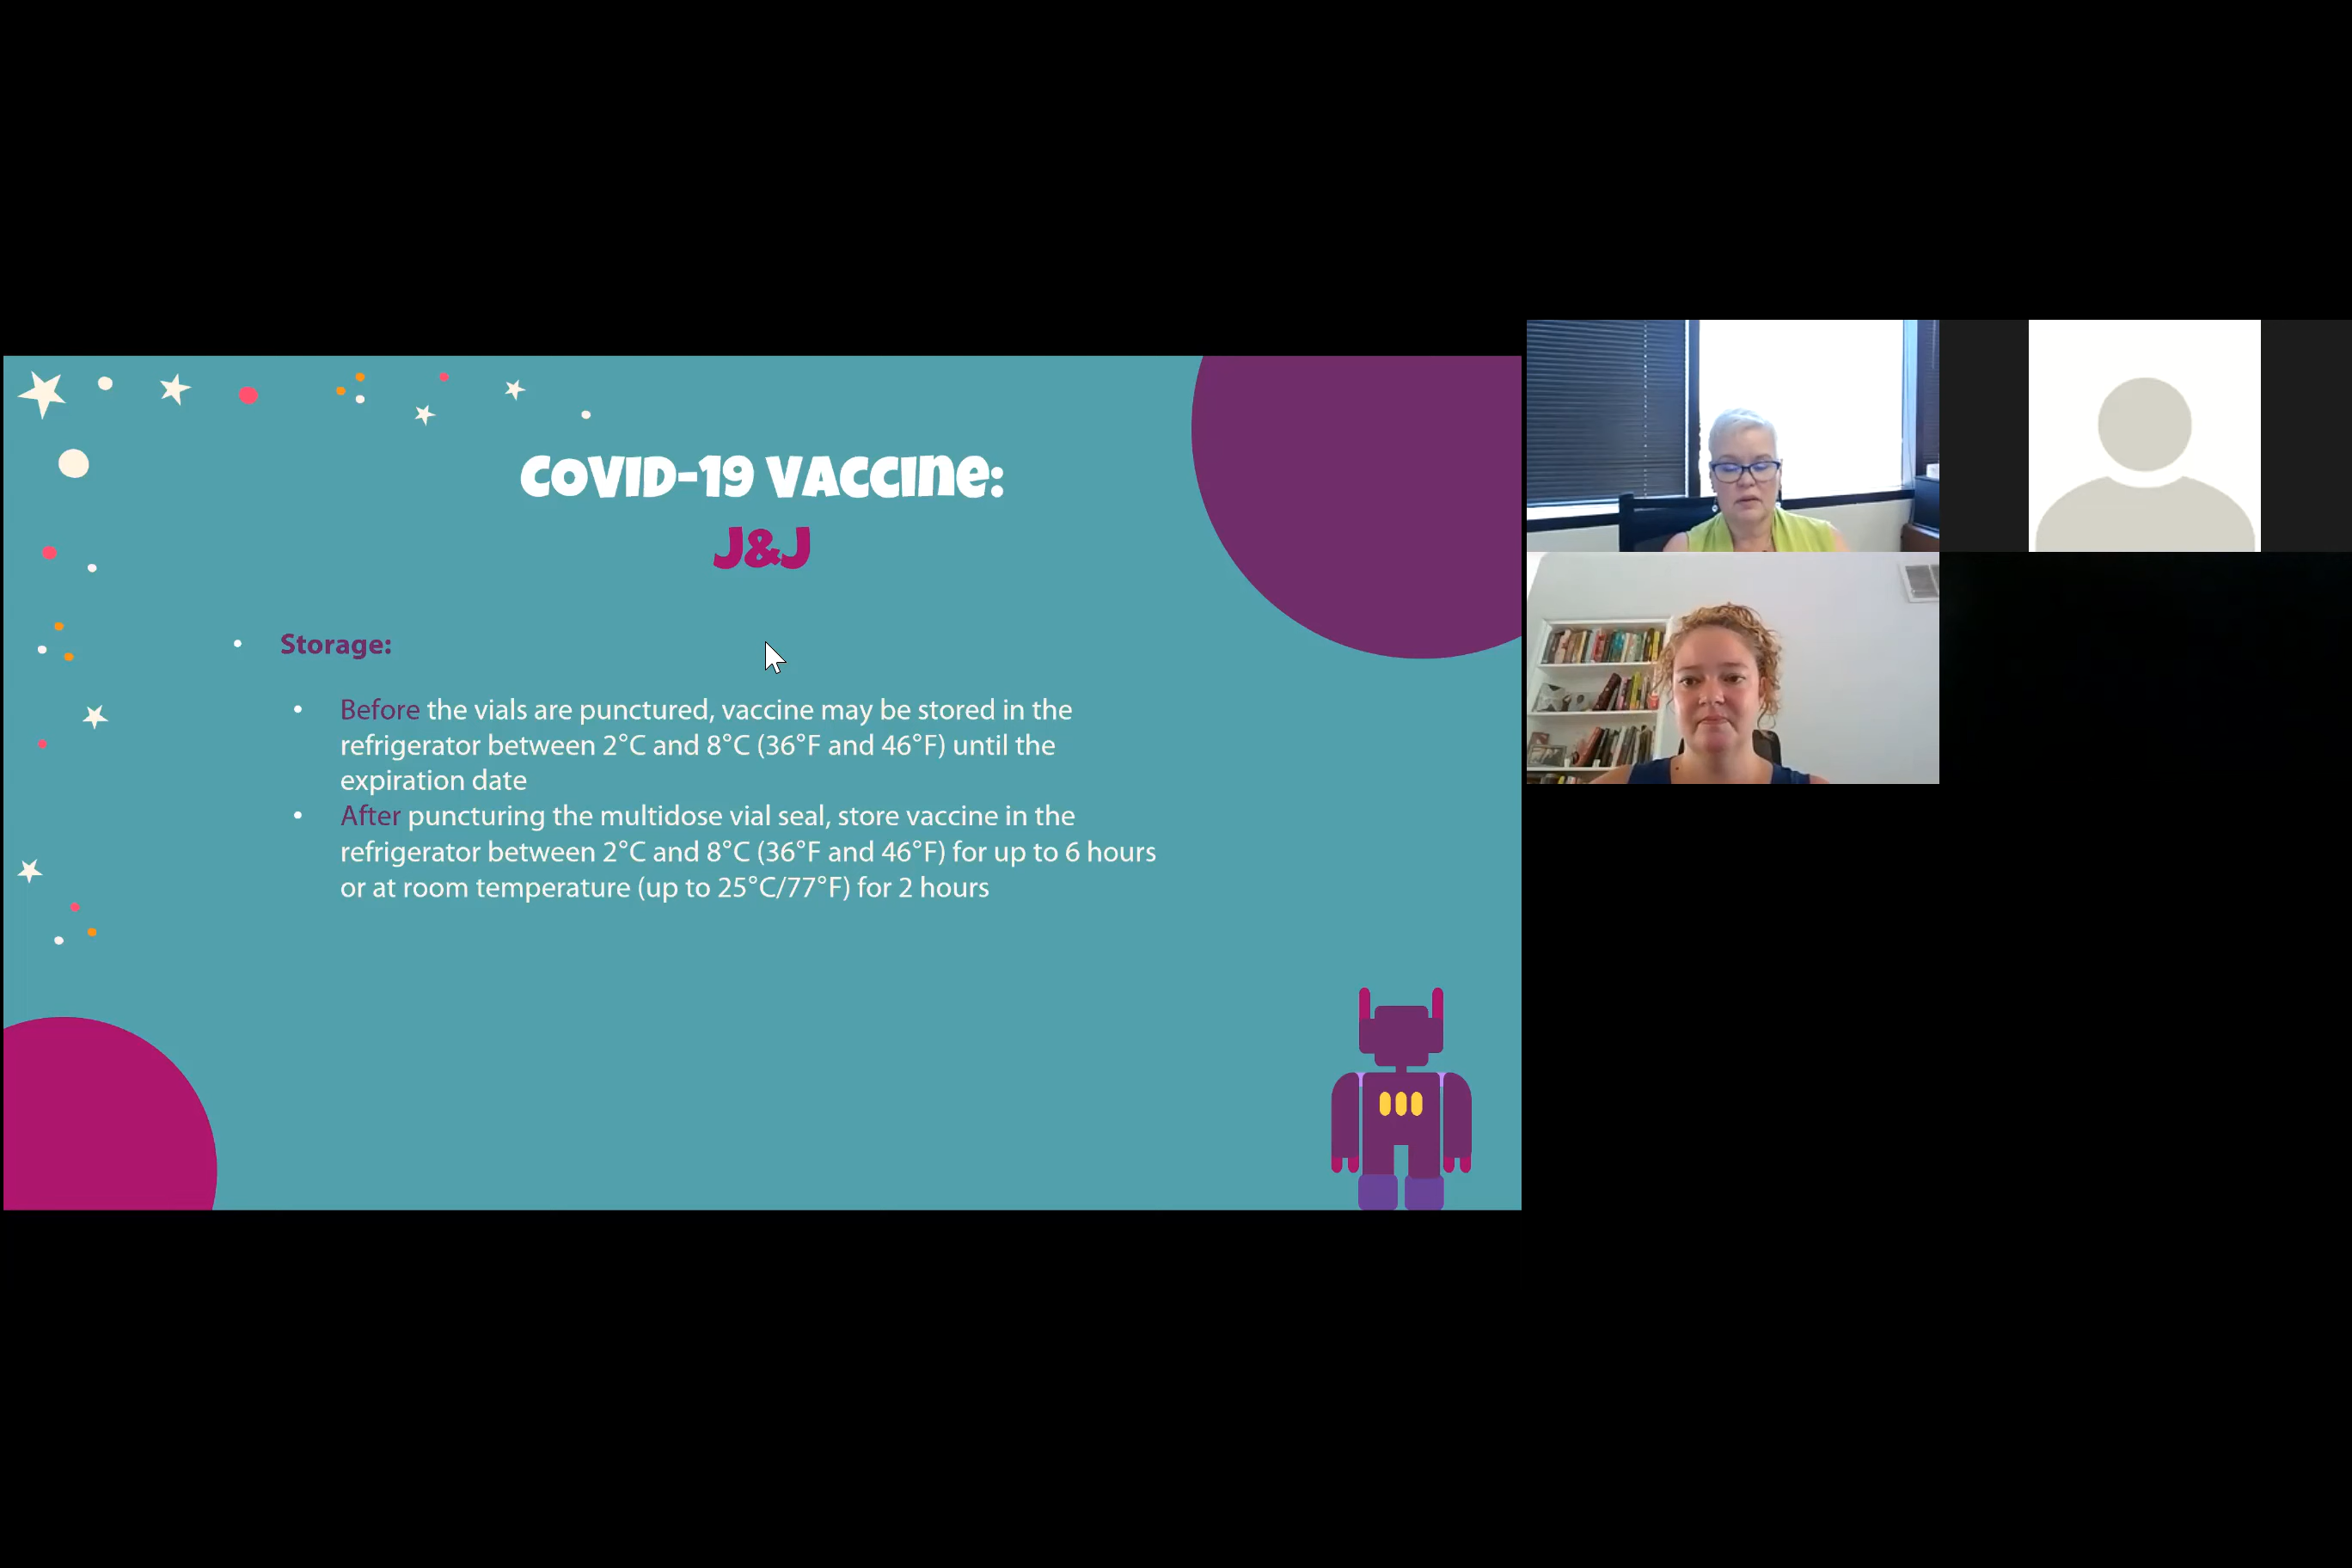 COVID-19 Vaccine:
J&J
• Storage:
• Before the vials are punctured, vaccine may be stored in the
refrigerator between 2°C and 8°C (36°F and 46°F) until the
expiration date
• After puncturing the multidose vial seal, store vaccine in the
refrigerator between 2°C and 8°C (36°F and 46°F) for up to 6 hours
or at room temperature (up to 25°C/77°F) for 2 hours